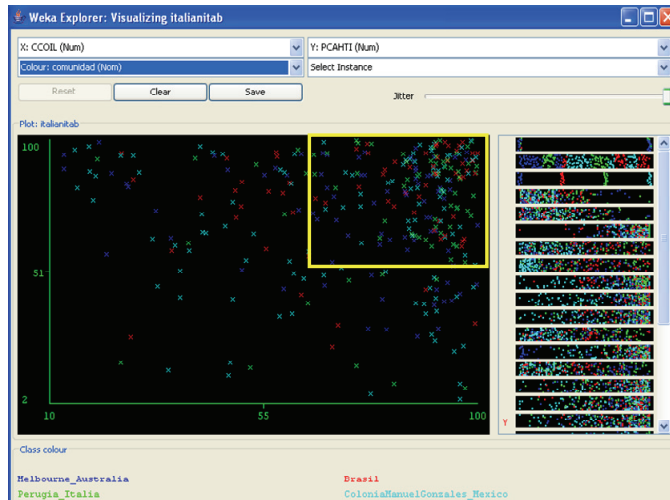 Weka Explorer: Visualizing italianitab
X: CCOIL (Num)
Y: PCAHTI (Num)
Colour: comunidad (Nom)
Select Instance
Reset
Clear
Save
Jitter
Plot: italianitab
100
51
2
10
55
100
Y
Class colour
Melbourne_Australia
Brasil
Perugia_Italia
ColoniaManuelGonzales_Mexico